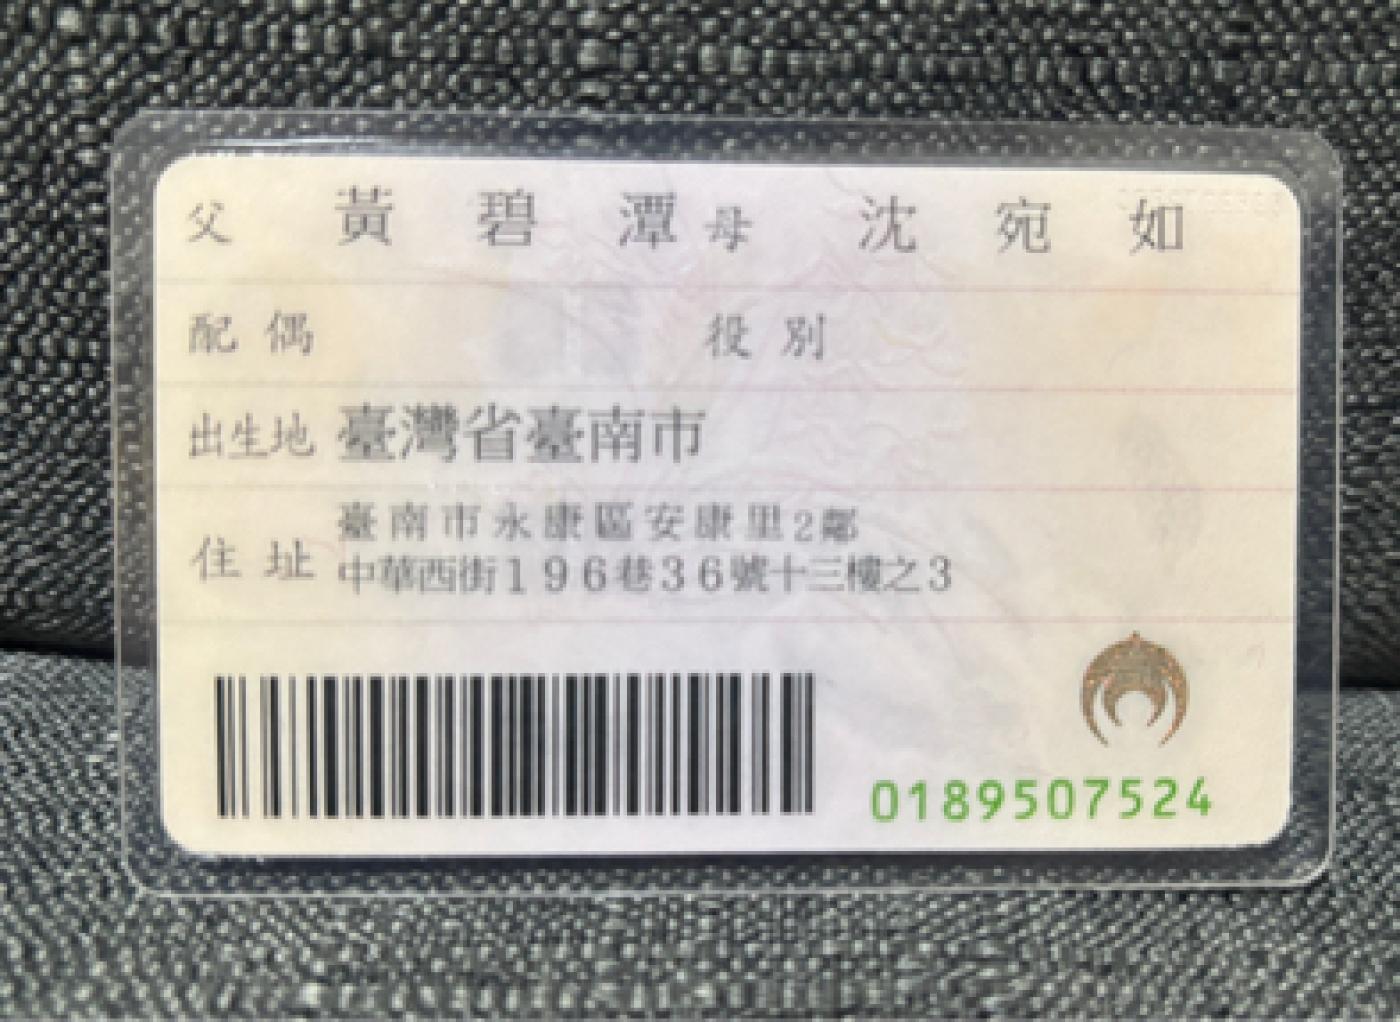 父 黃碧潭 母 沈宛如
配偶 役別
出生地 臺灣省臺南市
住址 臺南市永康區安康里2鄰
中華西街196巷36號十三樓之3
0189507524